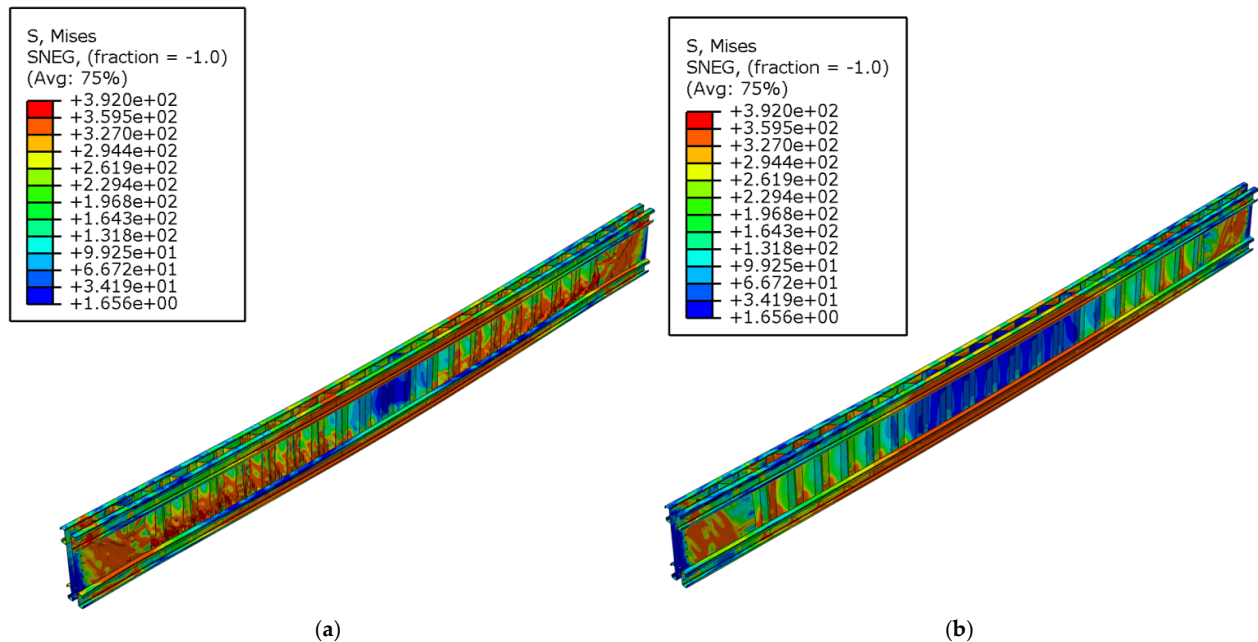 S, Mises
SNEG, (fraction = -1.0)
(Avg: 75%)
+3.920e+02
+3.595e+02
+3.270e+02
+2.944e+02
+2.619e+02
+2.294e+02
+1.968e+02
+1.643e+02
+1.318e+02
+9.925e+01
+6.672e+01
+3.419e+01
+1.656e+00
(a)
S, Mises
SNEG, (fraction = -1.0)
(Avg: 75%)
+3.920e+02
+3.595e+02
+3.270e+02
+2.944e+02
+2.619e+02
+2.294e+02
+1.968e+02
+1.643e+02
+1.318e+02
+9.925e+01
+6.672e+01
+3.419e+01
+1.656e+00
(b)